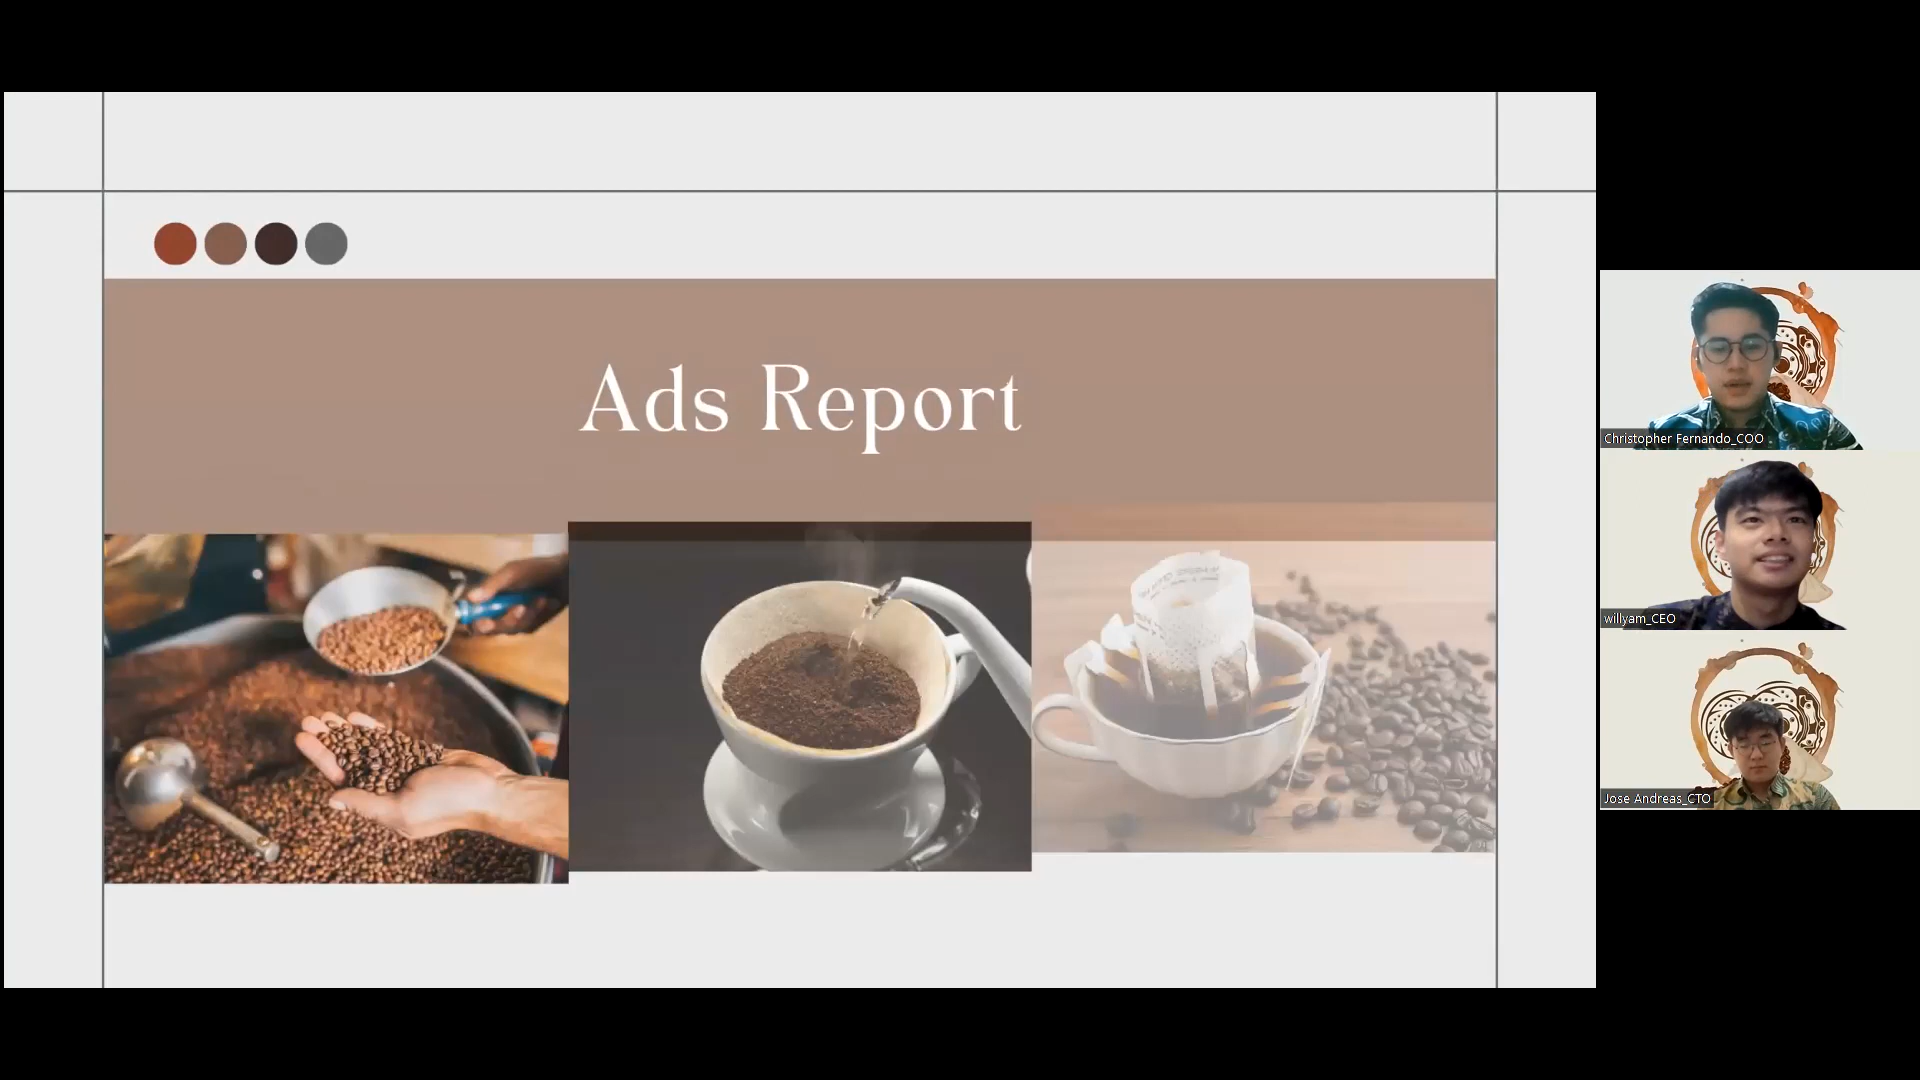 Ads Report
Christopher Fernando_COO
willyam_CEO
Jose Andreas_CTO